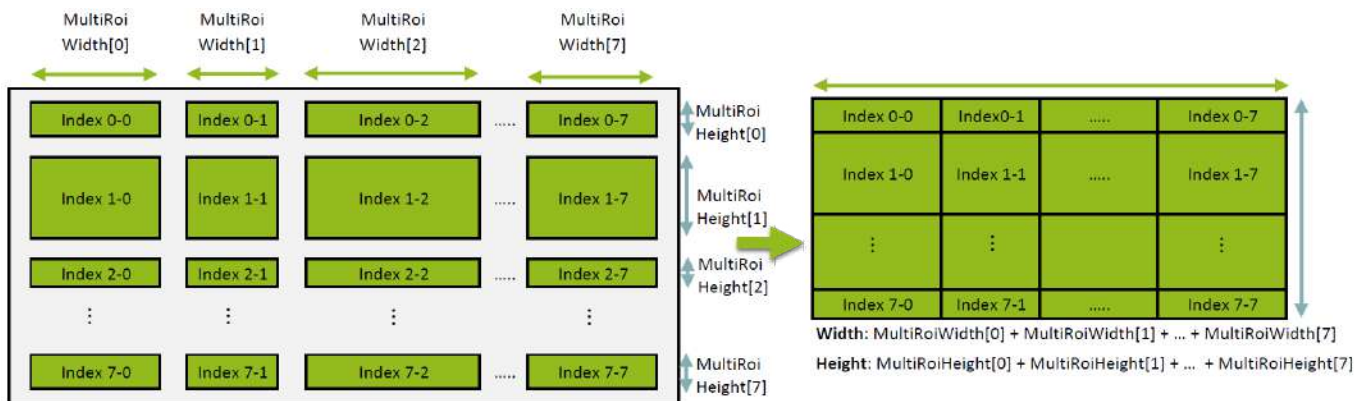 MultiRoi
Width[0]
MultiRoi
Width[1]
MultiRoi
Width[2]
MultiRoi
Width[7]
Index 0-0
Index 0-1
Index 0-2
.....
Index 0-7
MultiRoi
Height[0]
Index 1-0
Index 1-1
Index 1-2
.....
Index 1-7
MultiRoi
Height[1]
Index 2-0
Index 2-1
Index 2-2
.....
Index 2-7
MultiRoi
Height[2]
⋮
⋮
⋮
⋮
Index 7-0
Index 7-1
Index 7-2
.....
Index 7-7
MultiRoi
Height[7]
Index 0-0
Index0-1
.....
Index 0-7
Index 1-0
Index 1-1
.....
Index 1-7
⋮
⋮
⋮
Index 7-0
Index 7-1
.....
Index 7-7
Width: MultiRoiWidth[0] + MultiRoiWidth[1] + ... + MultiRoiWidth[7]
Height: MultiRoiHeight[0] + MultiRoiHeight[1] + ... + MultiRoiHeight[7]